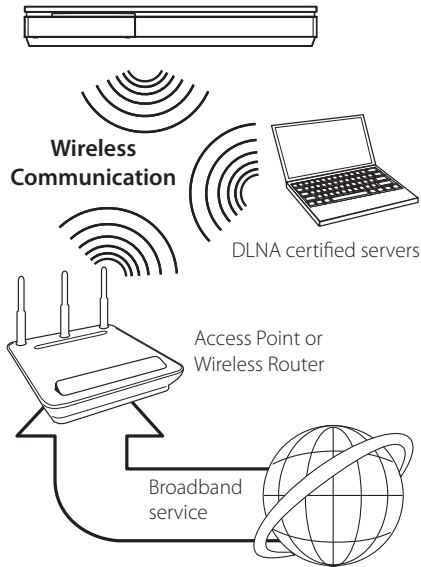 Wireless
Communication
DLNA certified servers
Access Point or
Wireless Router
Broadband
service